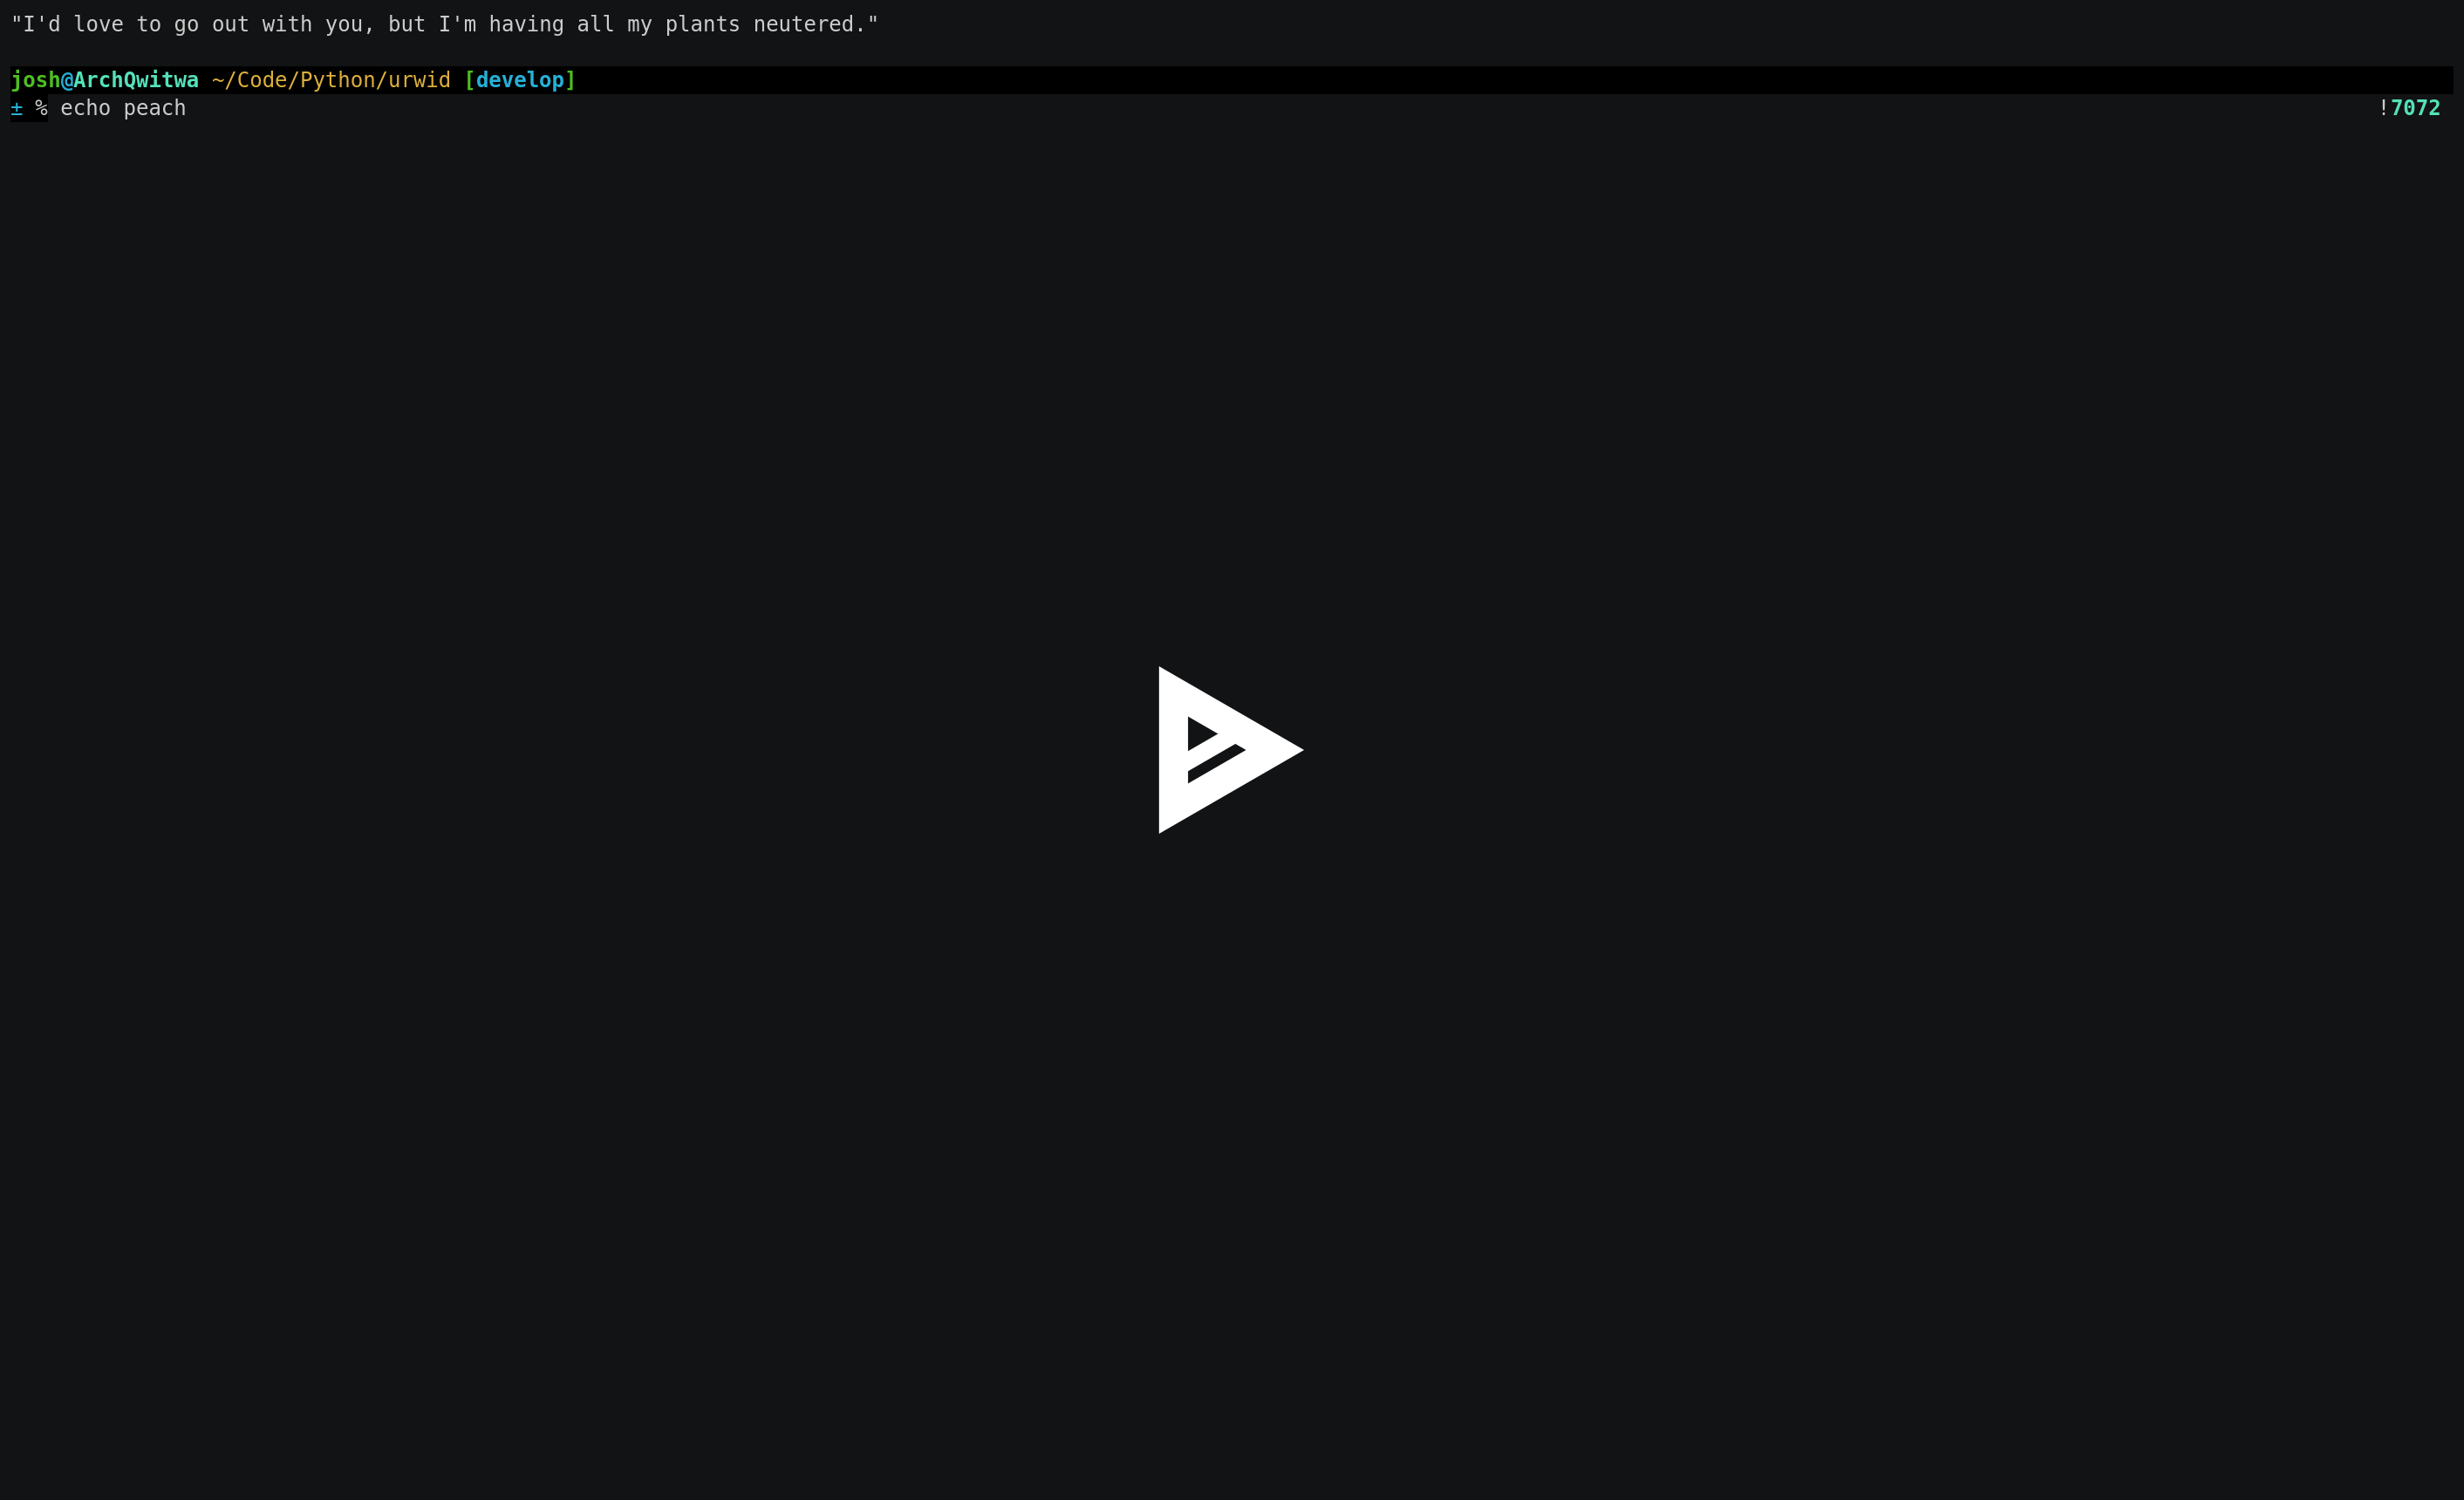 "I'd love to go out with you, but I'm having all my plants neutered."
josh@ArchQwitwa ~/Code/Python/urwid [develop]
± % echo peach !7072